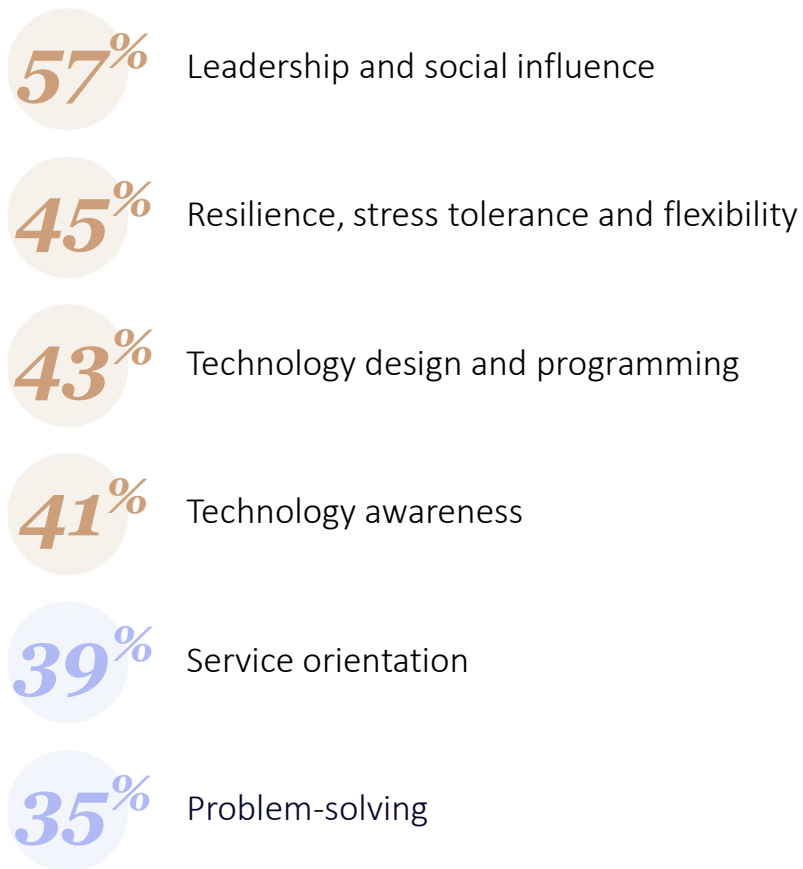 57% Leadership and social influence
45% Resilience, stress tolerance and flexibility
43% Technology design and programming
41% Technology awareness
39% Service orientation
35% Problem-solving